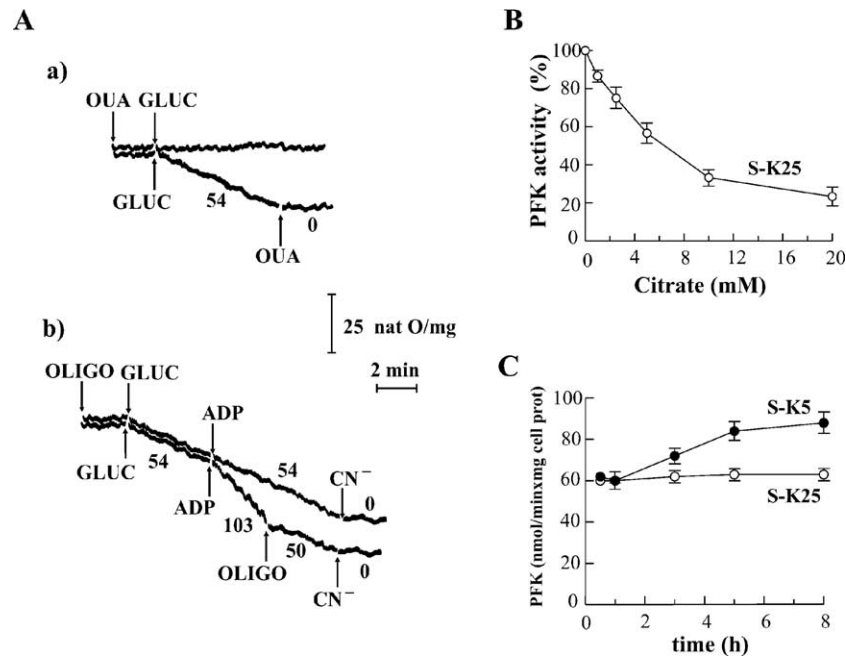 A
a)
OUA GLUC
GLUC
54
0
OUA
25 nat O/mg
2 min
b)
OLIGO GLUC
ADP
GLUC
54
54
CN−
ADP
0
103
50
OLIGO
0
CN−
B
PFK activity (%)
100
80
60
40
20
0
S-K25
0 4 8 12 16 20
Citrate (mM)
C
PFK (nmol/minxmg cell prot)
100
80
60
40
20
0
S-K5
S-K25
0 2 4 6 8
time (h)